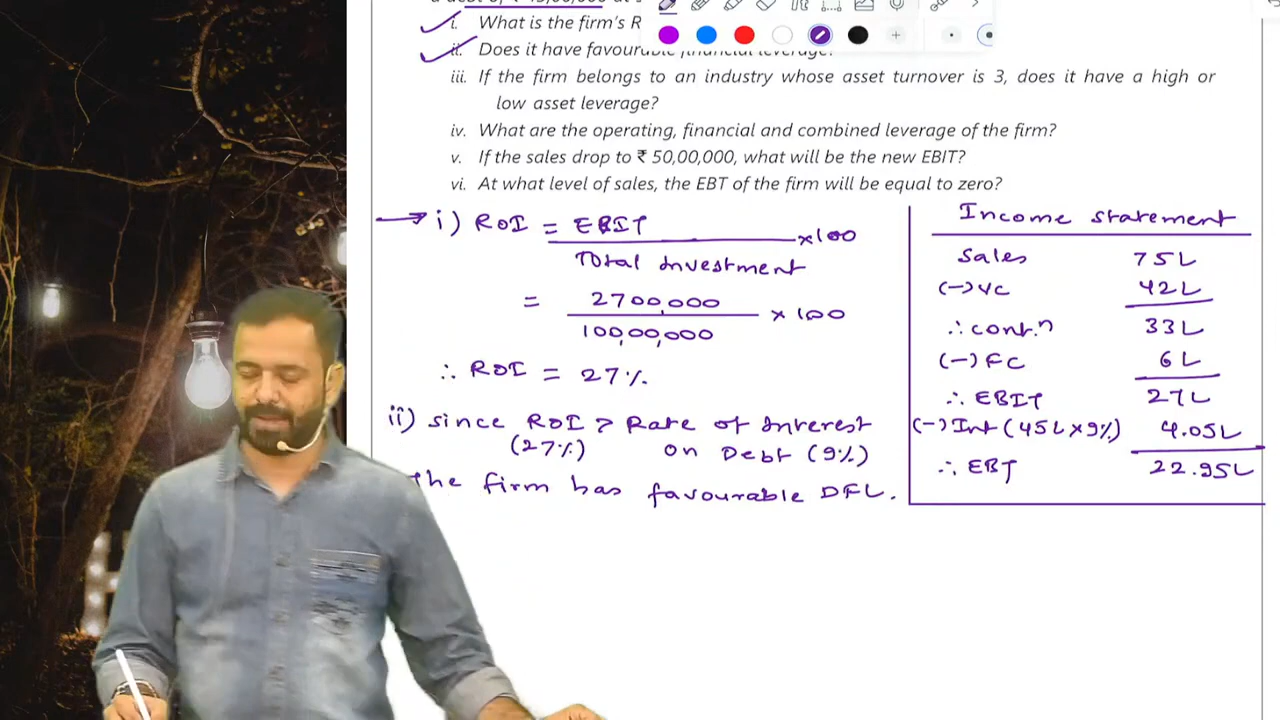 i. What is the firm's R
ii. Does it have favourable financial leverage?
iii. If the firm belongs to an industry whose asset turnover is 3, does it have a high or
low asset leverage?
iv. What are the operating, financial and combined leverage of the firm?
v. If the sales drop to ₹ 50,00,000, what will be the new EBIT?
vi. At what level of sales, the EBT of the firm will be equal to zero?
→ i) ROI = EBIT
Total Investment
×100
= 2700,000
100,00,000
× 100
∴ ROI = 27%
ii) since ROI > Rate of Interest
(27%) on Debt (9%)
the firm has favourable DFL.
Income statement
Sales 75L
(-) VC 42L
∴ cont.n 33L
(-) FC 6L
∴ EBIT 27L
(-) Int (45L×9%) 4.05L
∴ EBT 22.95L